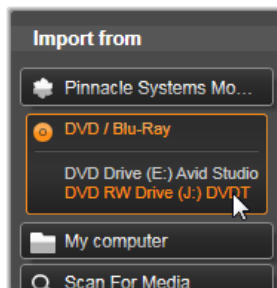 Import from
Pinnacle Systems Mo...
DVD / Blu-Ray
DVD Drive (E:) Avid Studio
DVD RW Drive (J:) DVDT
My computer
Scan For Media